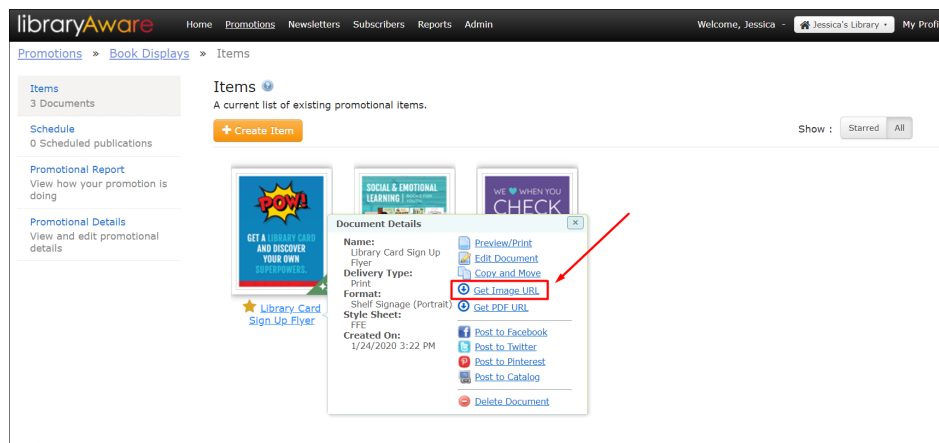 libraryAware
Home Promotions Newsletters Subscribers Reports Admin
Welcome, Jessica - Jessica's Library My Profi
Promotions » Book Displays » Items
Items
3 Documents
Schedule
0 Scheduled publications
Promotional Report
View how your promotion is
doing
Promotional Details
View and edit promotional
details
Items
A current list of existing promotional items.
+ Create Item
Show : Starred All
POW!
GET A LIBRARY CARD
AND DISCOVER
YOUR OWN
SUPERPOWERS.
Library Card
Sign Up Flyer
SOCIAL & EMOTIONAL
LEARNING
WE WHEN YOU
CHECK
Document Details
Name:
Library Card Sign Up
Flyer
Delivery Type:
Print
Format:
Shelf Signage (Portrait)
Style Sheet:
FFE
Created On:
1/24/2020 3:22 PM
Preview/Print
Edit Document
Copy and Move
Get Image URL
Get PDF URL
Post to Facebook
Post to Twitter
Post to Pinterest
Post to Catalog
Delete Document